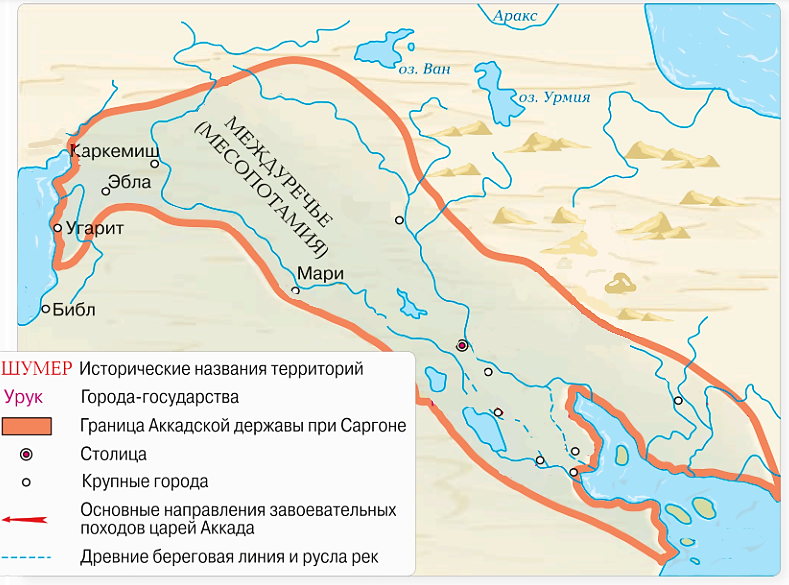 Аракс
оз. Ван
оз. Урмия
МЕЖДУРЕЧЬЕ
(МЕСОПОТАМИЯ)
Каркемиш
Эбла
Угарит
Мари
Библ
ШУМЕР Исторические названия территорий
Урук Города-государства
Граница Аккадской державы при Саргоне
Столица
Крупные города
Основные направления завоевательных
походов царей Аккада
Древние береговая линия и русла рек